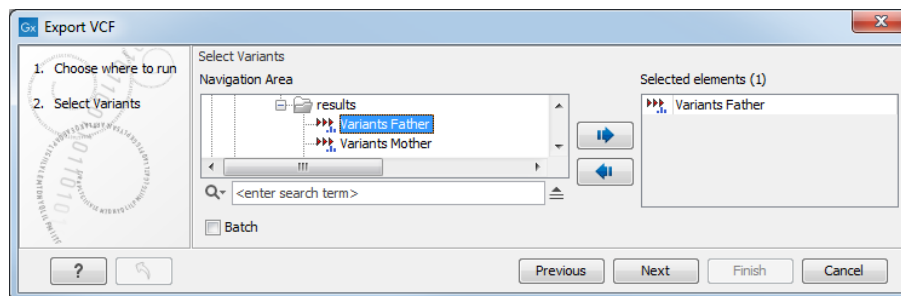 Gx Export VCF
1. Choose where to run
2. Select Variants
Select Variants
Navigation Area
results
Variants Father
Variants Mother
<enter search term>
Batch
Selected elements (1)
Variants Father
?
Previous
Next
Finish
Cancel